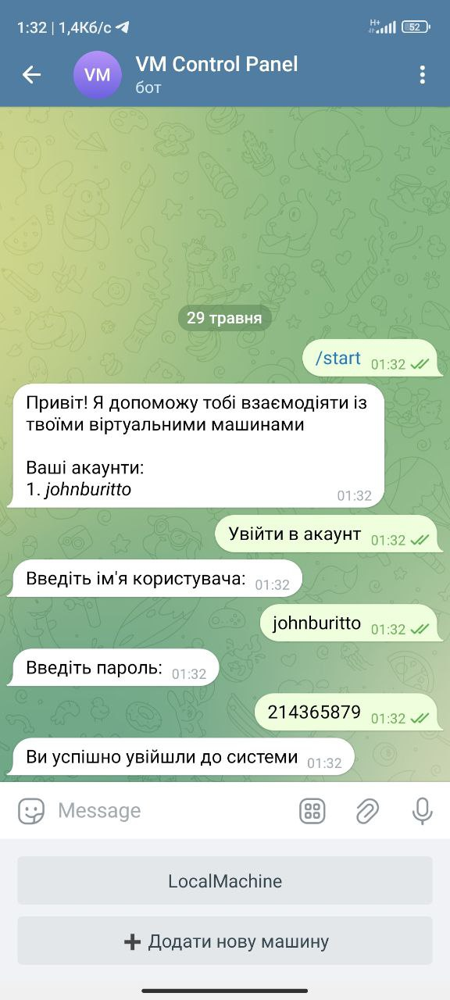 1:32 | 1,4Кб/с
H+
52
VM
VM Control Panel
бот
29 травня
/start 01:32
Привіт! Я допоможу тобі взаємодіяти із
твоїми віртуальними машинами
Ваші акаунти:
1. johnburitto 01:32
Увійти в акаунт 01:32
Введіть ім'я користувача: 01:32
johnburitto 01:32
Введіть пароль: 01:32
214365879 01:32
Ви успішно увійшли до системи 01:32
Message
LocalMachine
➕ Додати нову машину